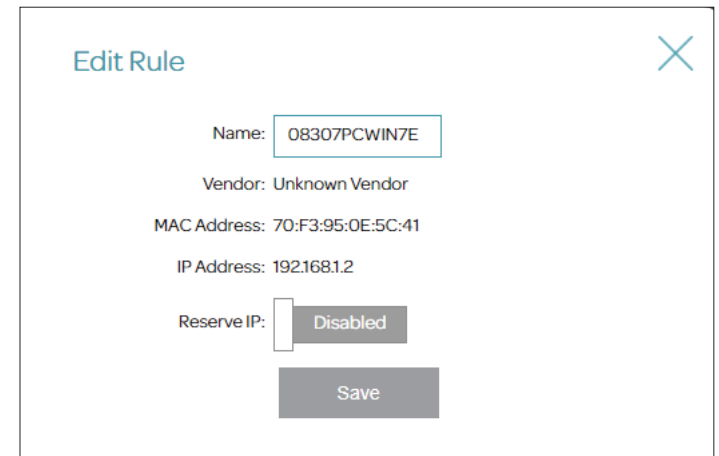 Edit Rule
Name: 08307PCWIN7E
Vendor: Unknown Vendor
MAC Address: 70:F3:95:0E:5C:41
IP Address: 192.168.1.2
Reserve IP: Disabled
Save